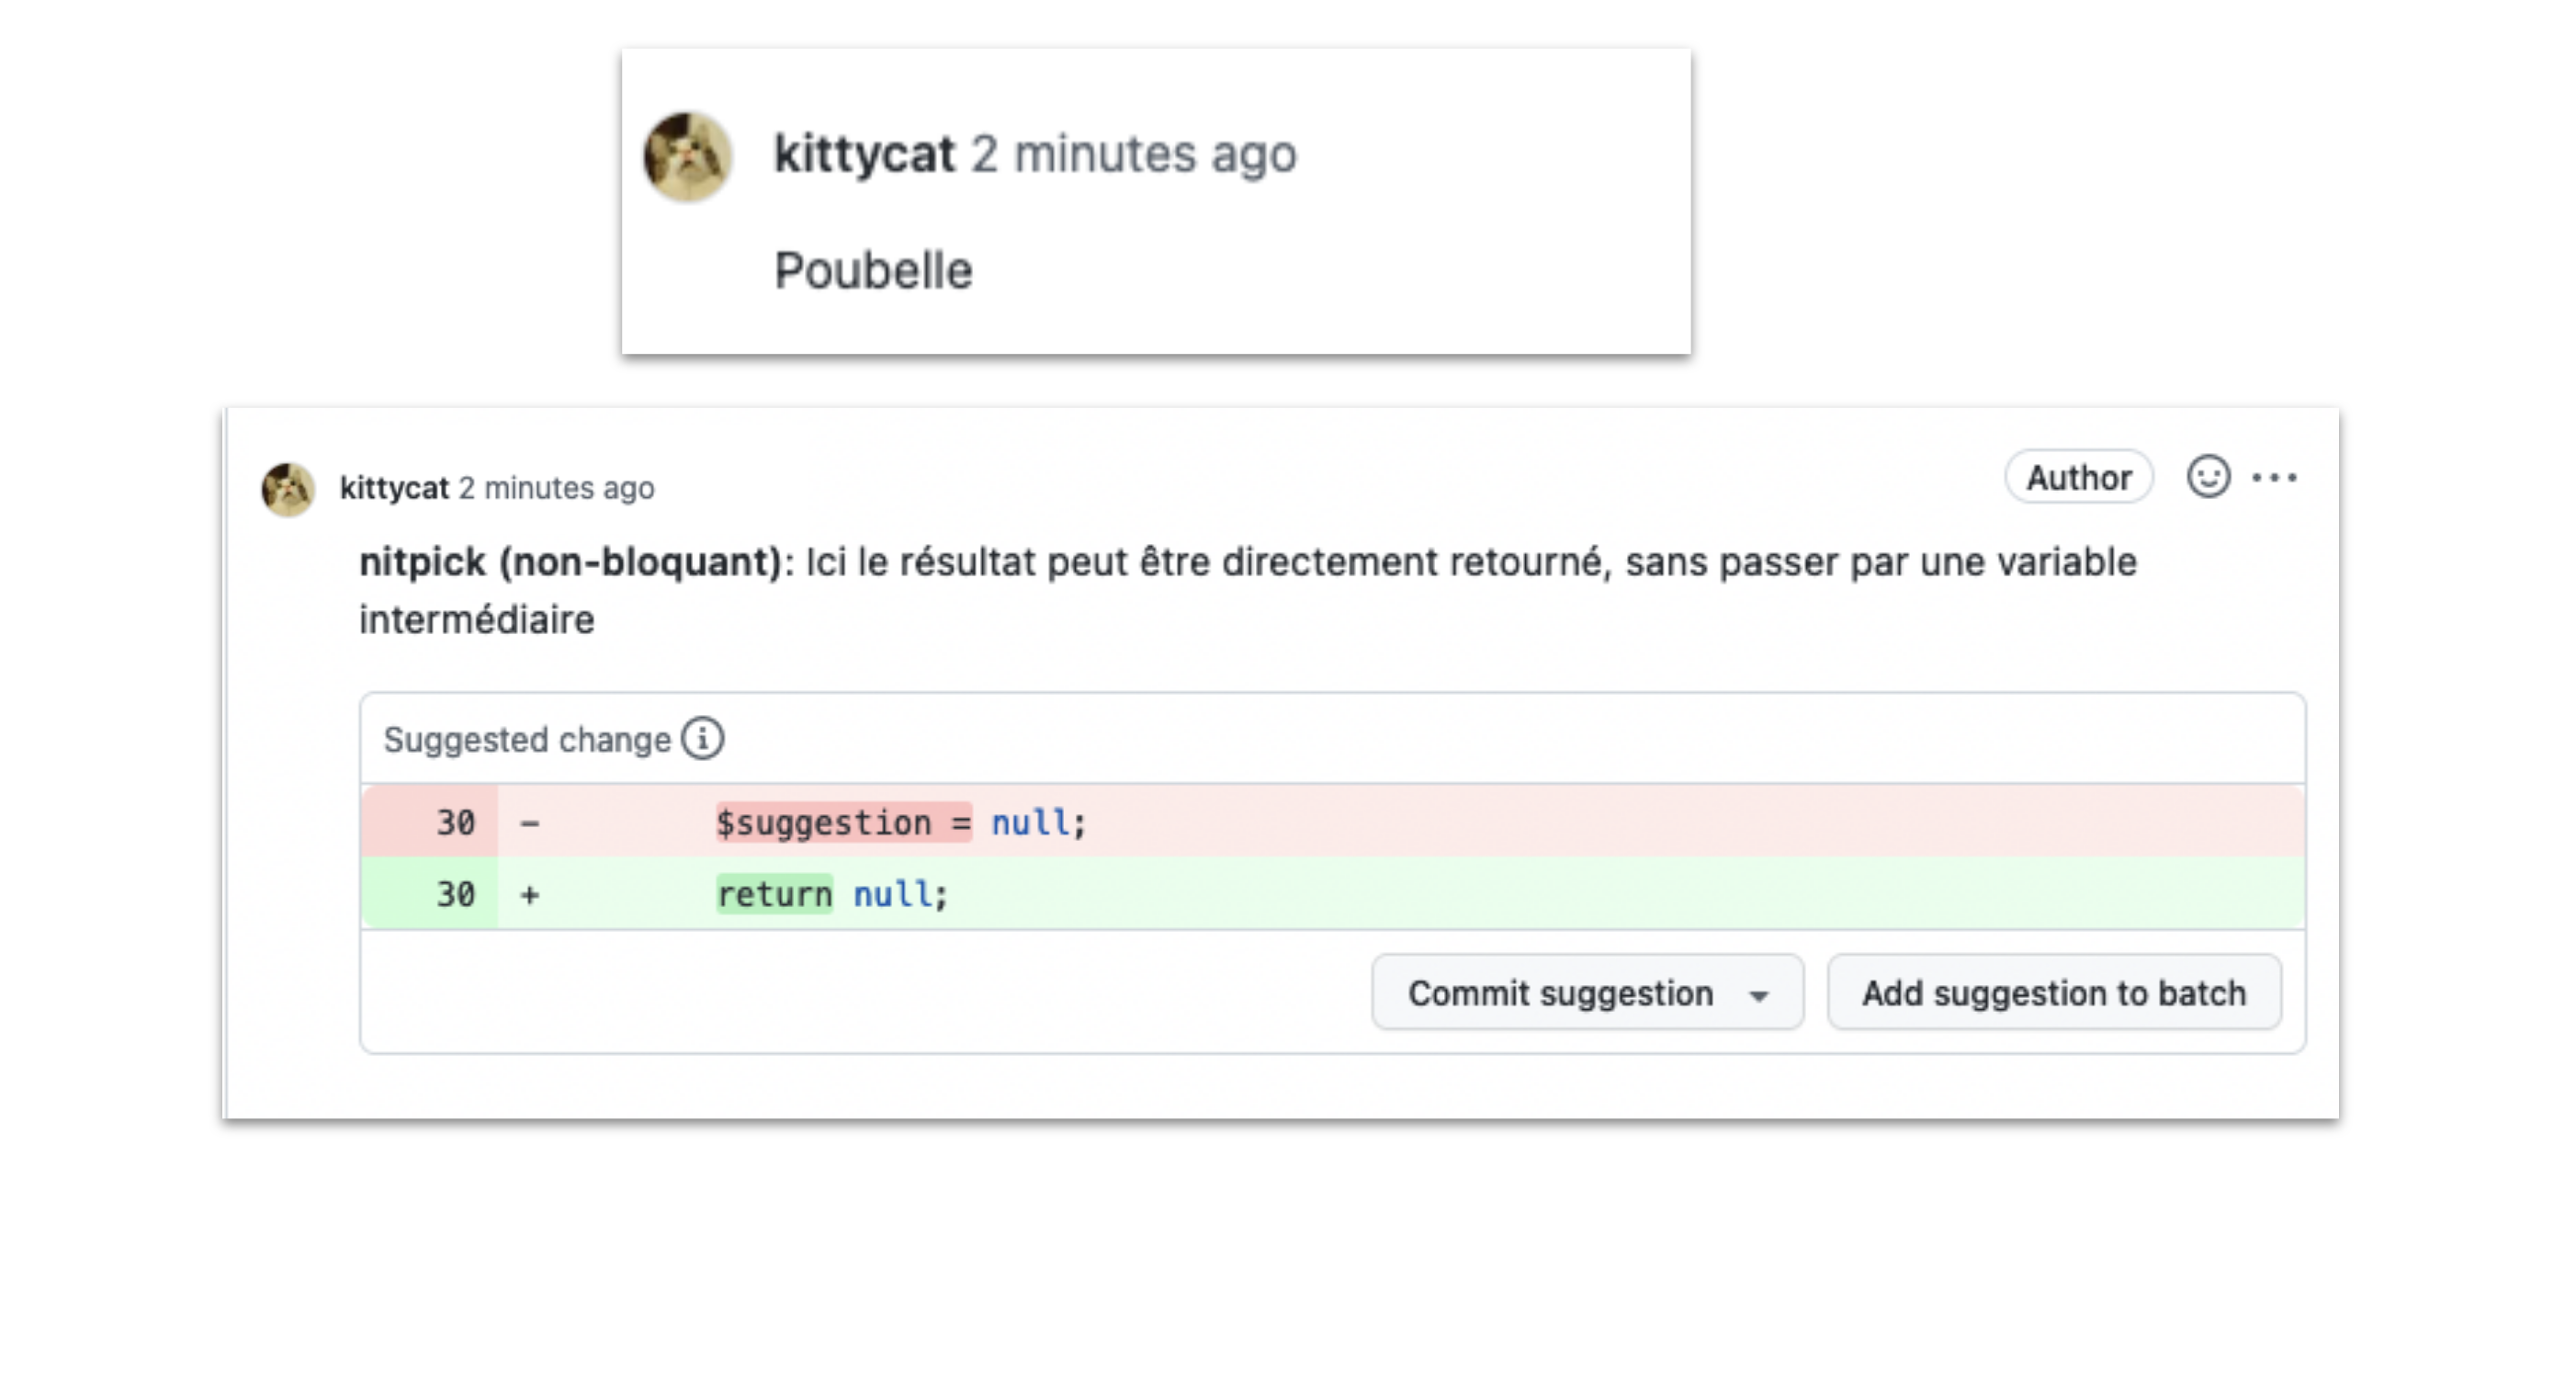 kittycat 2 minutes ago
Poubelle
kittycat 2 minutes ago
Author
nitpick (non-bloquant): Ici le résultat peut être directement retourné, sans passer par une variable
intermédiaire
Suggested change
30 - $suggestion = null;
30 + return null;
Commit suggestion
Add suggestion to batch